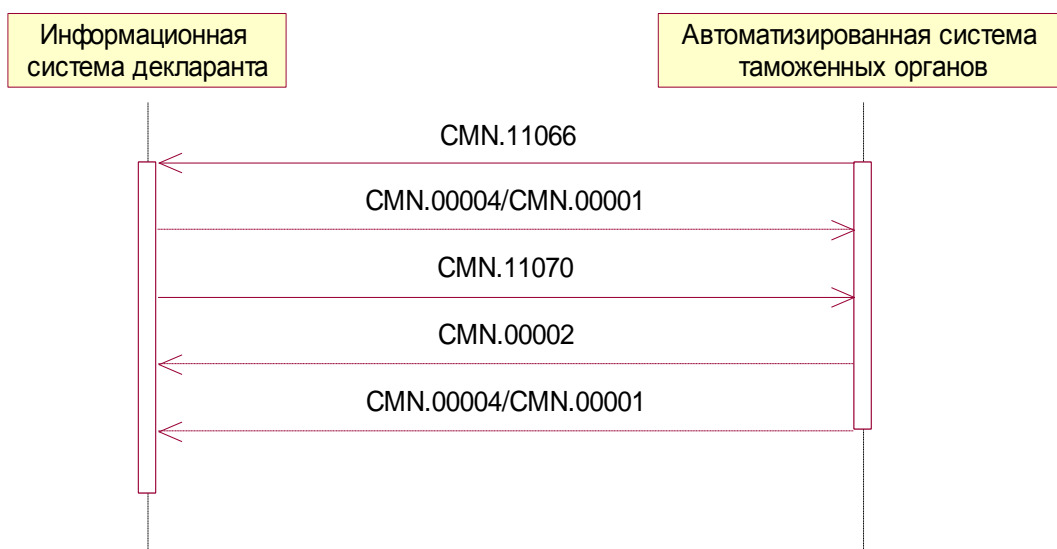 Информационная
система декларанта
Автоматизированная система
таможенных органов
CMN.11066
CMN.00004/CMN.00001
CMN.11070
CMN.00002
CMN.00004/CMN.00001